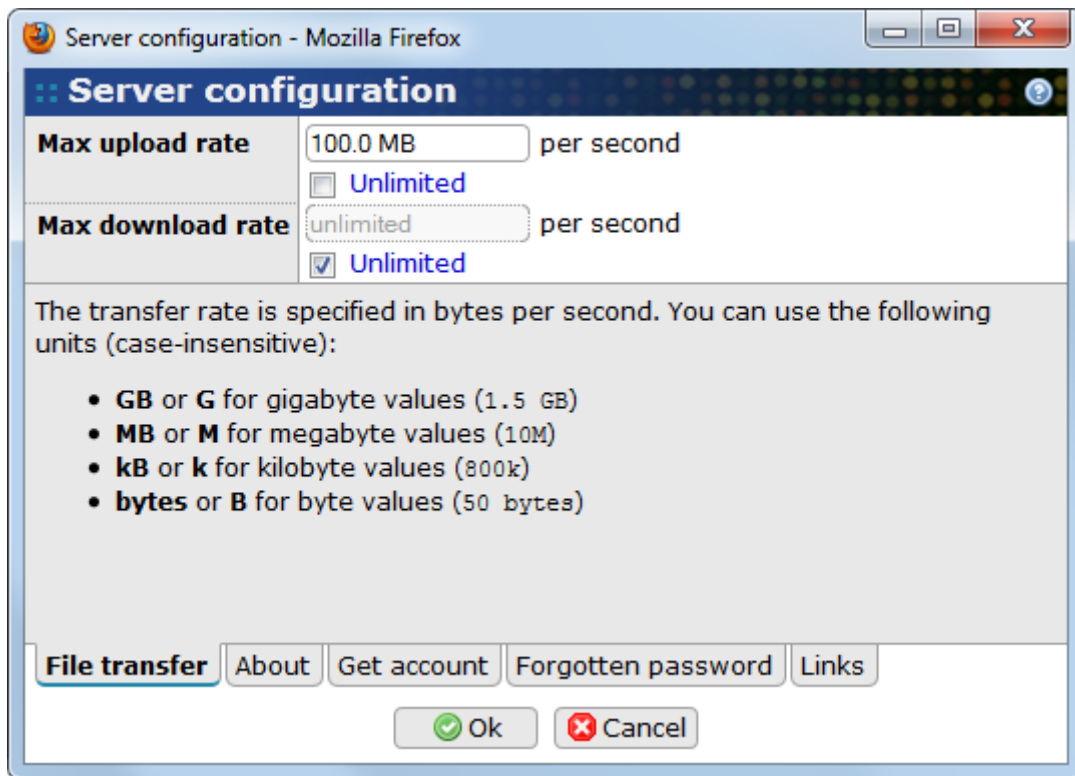 Server configuration - Mozilla Firefox
:: Server configuration
Max upload rate 100.0 MB per second
Unlimited
Max download rate unlimited per second
Unlimited
The transfer rate is specified in bytes per second. You can use the following
units (case-insensitive):
• GB or G for gigabyte values (1.5 GB)
• MB or M for megabyte values (10M)
• kB or k for kilobyte values (800k)
• bytes or B for byte values (50 bytes)
File transfer About Get account Forgotten password Links
Ok Cancel